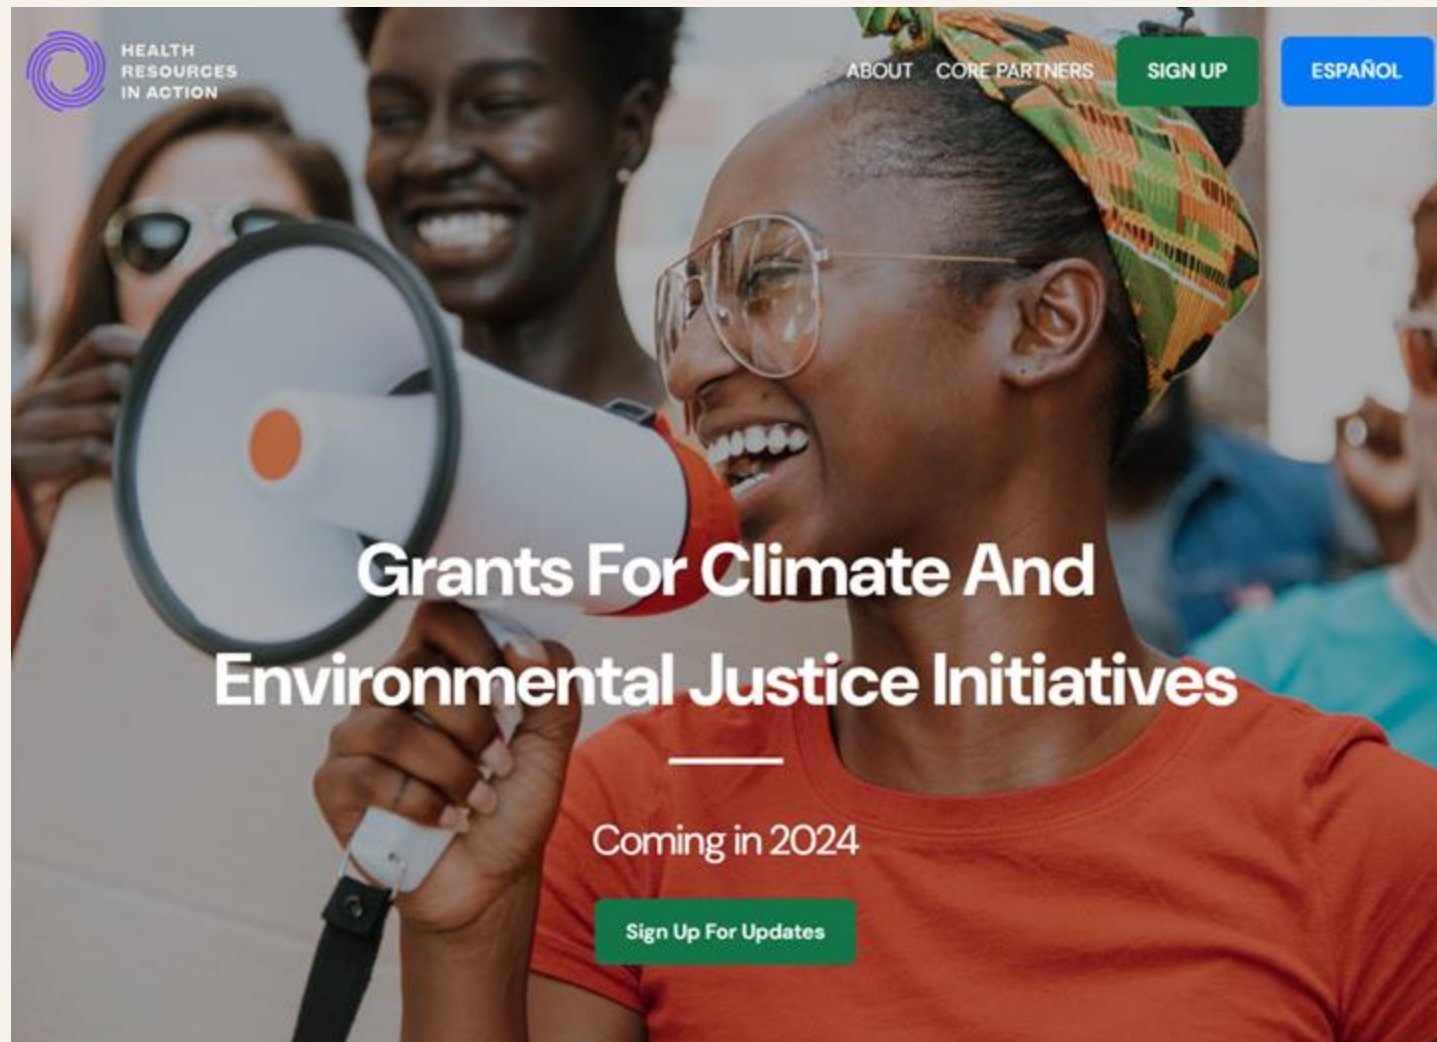 HEALTH
RESOURCES
IN ACTION
ABOUT CORE PARTNERS SIGN UP ESPAÑOL
Grants For Climate And
Environmental Justice Initiatives
Coming in 2024
Sign Up For Updates